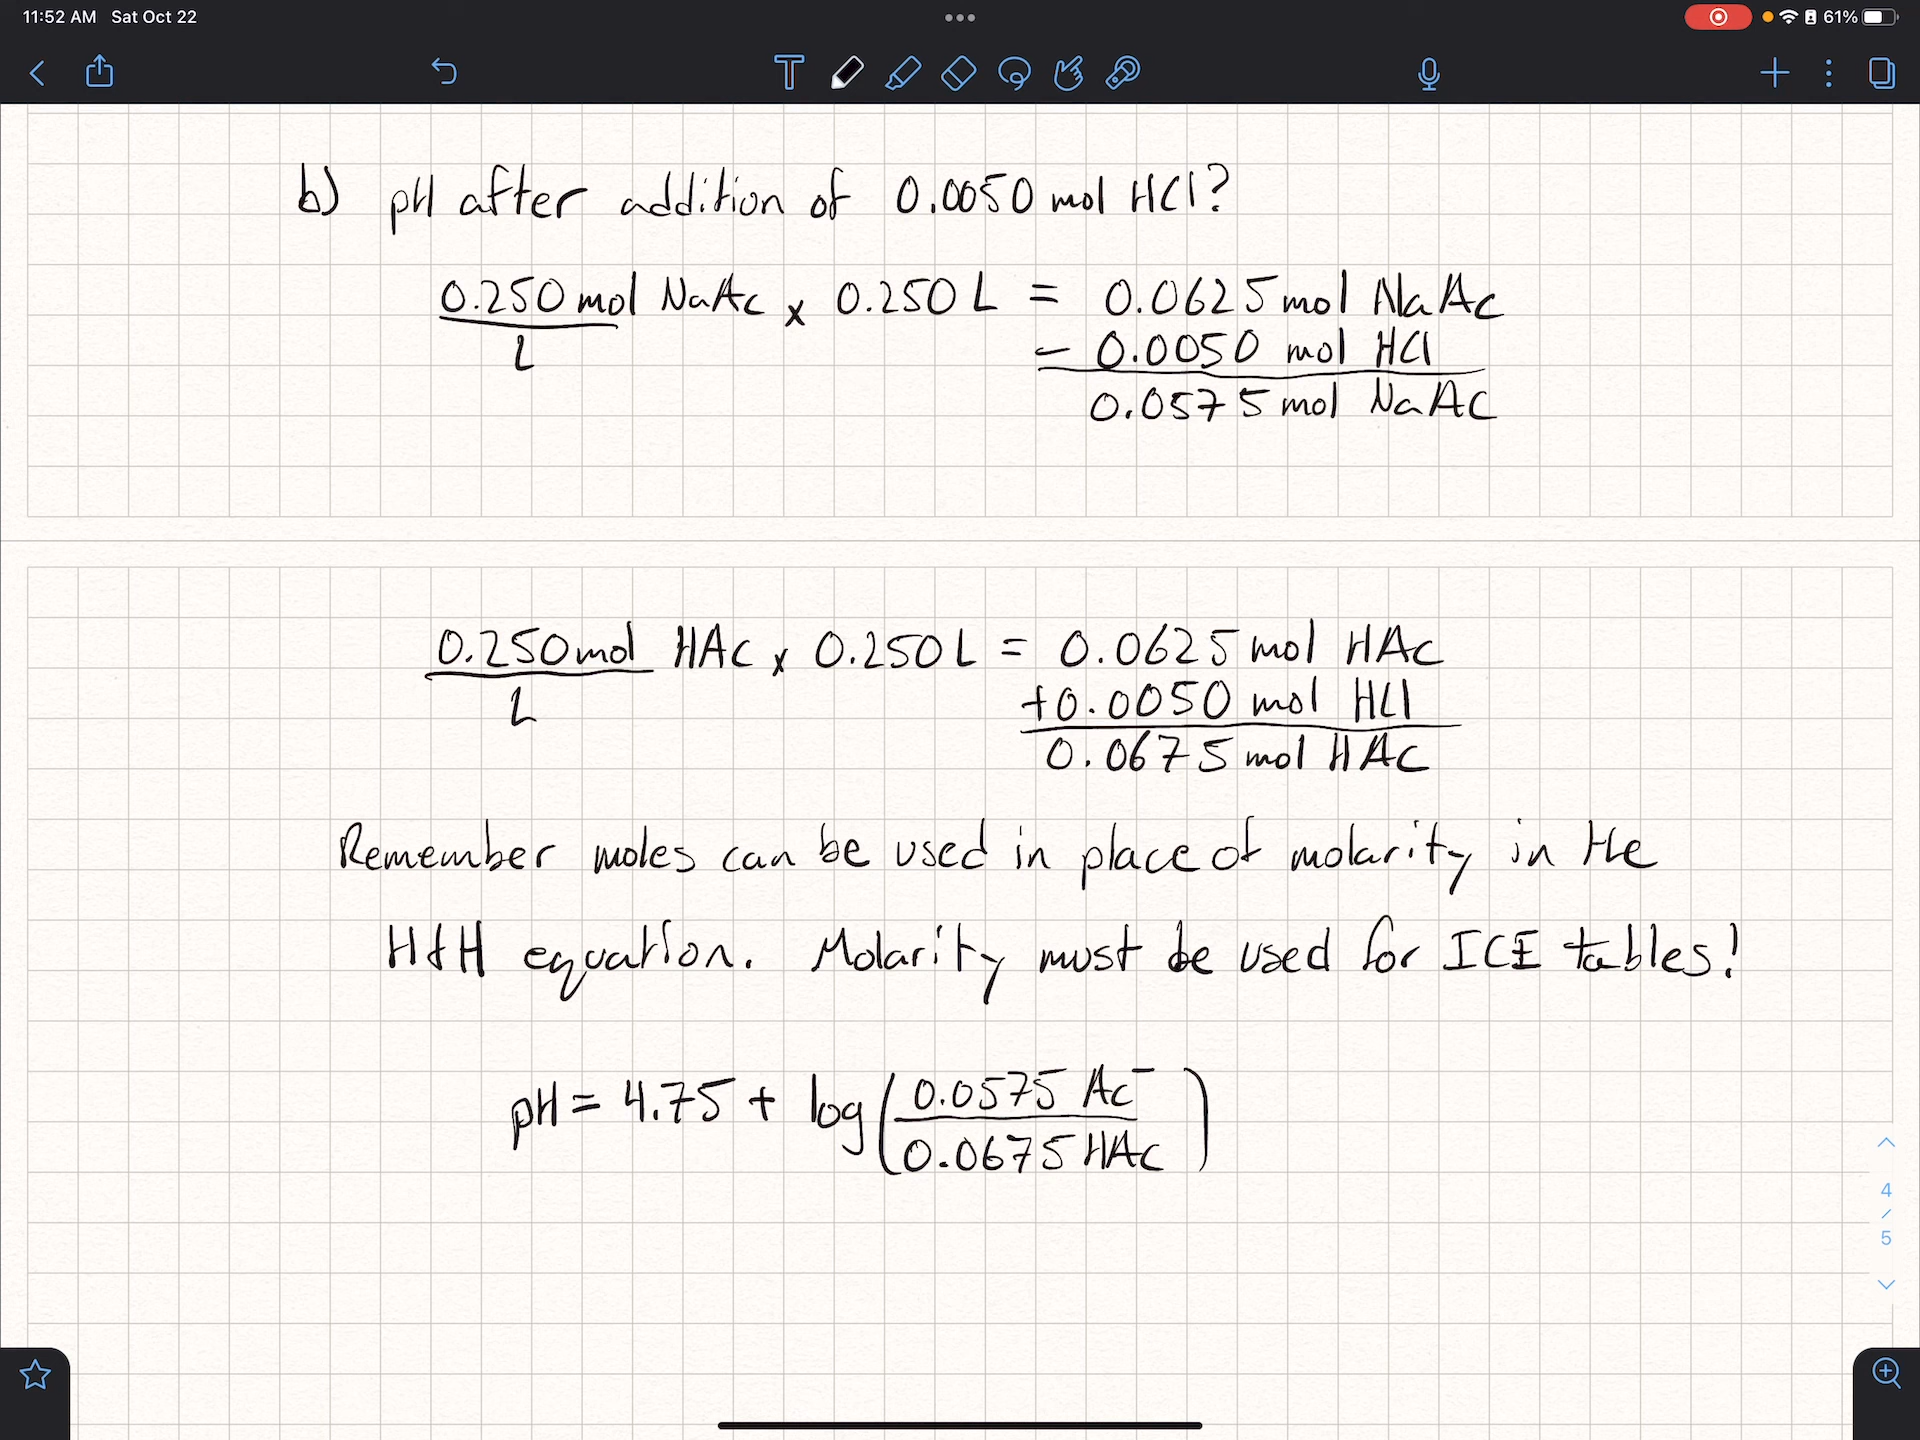 11:52 AM Sat Oct 22
61%
b) pH after addition of 0.0050 mol HCl?
0.250 mol NaAc x 0.250 L = 0.0625 mol NaAc
L
- 0.0050 mol HCl
0.0575 mol NaAc
0.250 mol HAc x 0.250 L = 0.0625 mol HAc
L
+0.0050 mol HCl
0.0675 mol HAc
Remember moles can be used in place of molarity in the
H+H equation. Molarity must be used for ICE tables!
pH = 4.75 + log(0.0575 Ac⁻
0.0675 HAc)
4
/
5